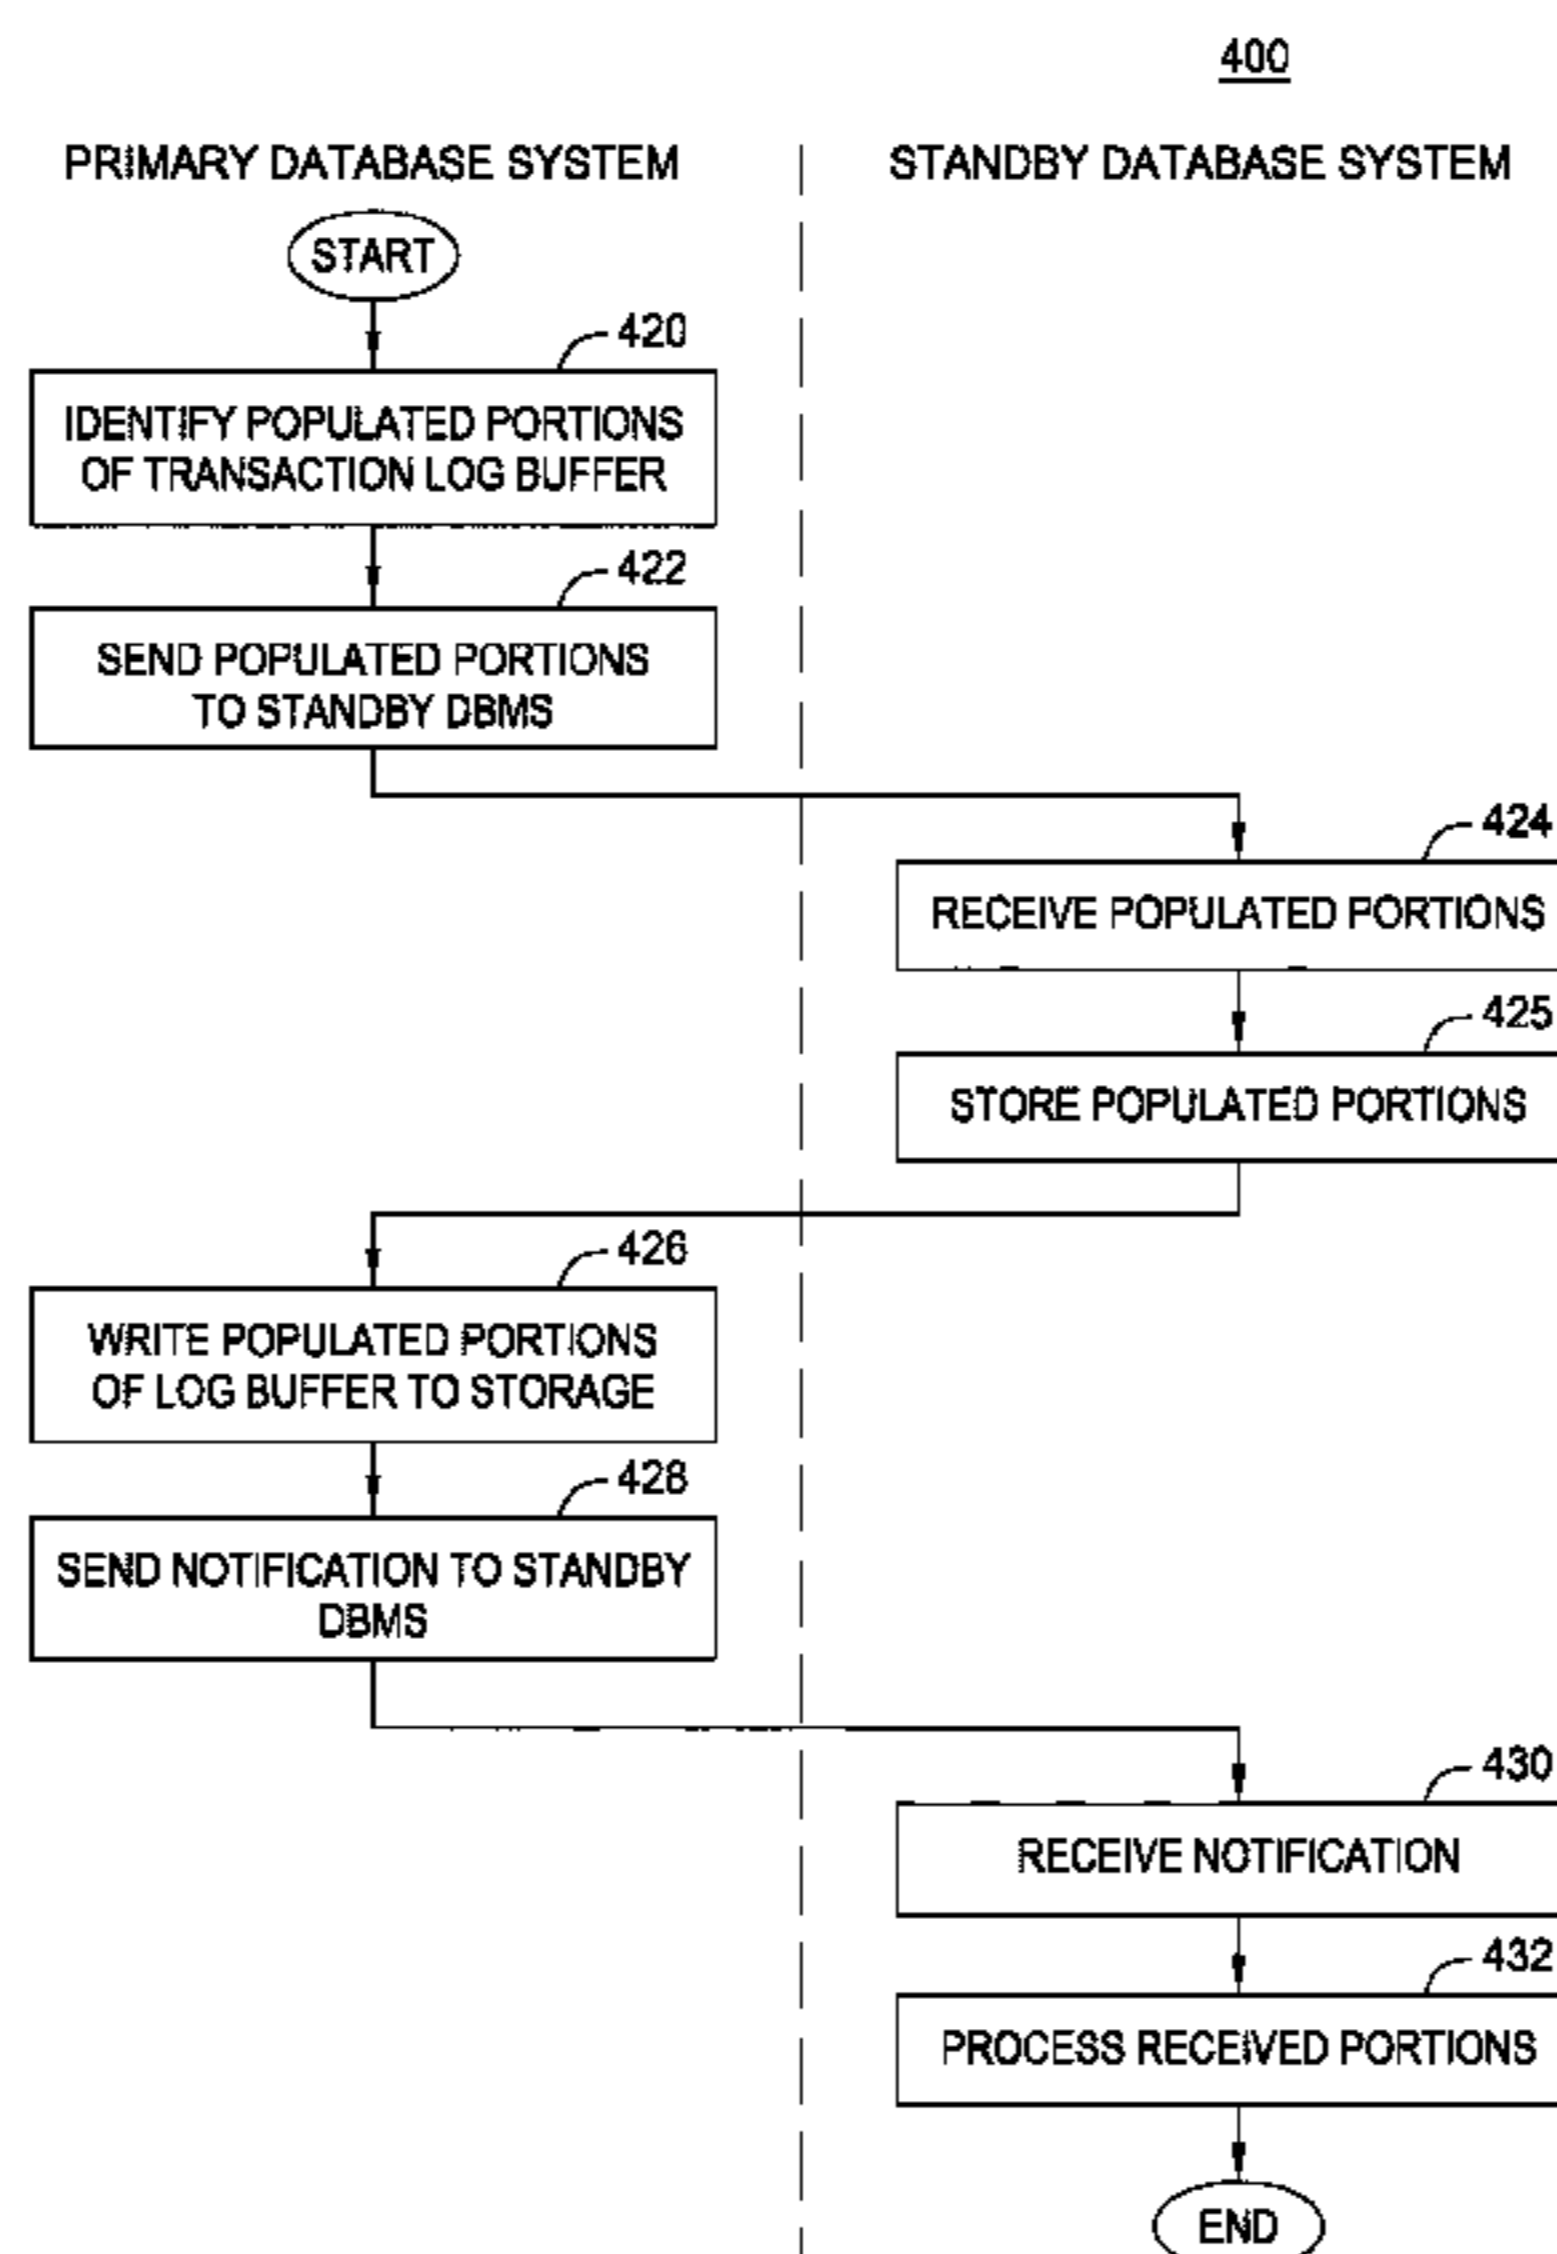 400
PRIMARY DATABASE SYSTEM
STANDBY DATABASE SYSTEM
START
420
IDENTIFY POPULATED PORTIONS
OF TRANSACTION LOG BUFFER
422
SEND POPULATED PORTIONS
TO STANDBY DBMS
424
RECEIVE POPULATED PORTIONS
425
STORE POPULATED PORTIONS
426
WRITE POPULATED PORTIONS
OF LOG BUFFER TO STORAGE
428
SEND NOTIFICATION TO STANDBY
DBMS
430
RECEIVE NOTIFICATION
432
PROCESS RECEIVED PORTIONS
END